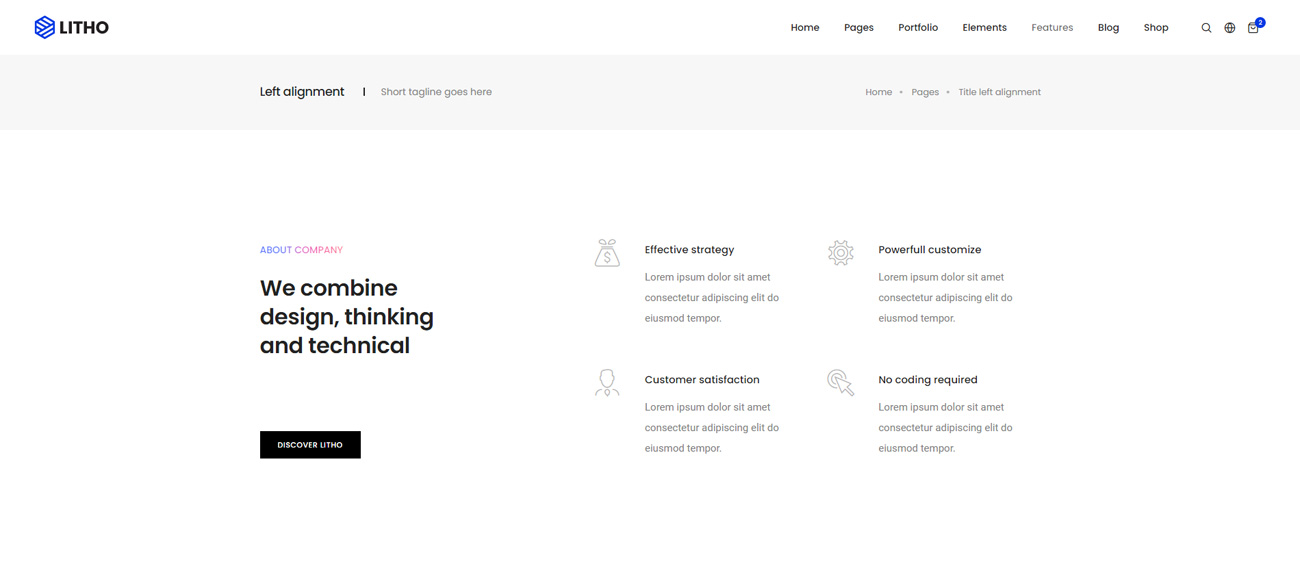 LITHO
Home Pages Portfolio Elements Features Blog Shop 2
Left alignment Short tagline goes here Home • Pages • Title left alignment
ABOUT COMPANY
We combine
design, thinking
and technical
DISCOVER LITHO
$
Effective strategy
Lorem ipsum dolor sit amet
consectetur adipiscing elit do
eiusmod tempor.
Powerfull customize
Lorem ipsum dolor sit amet
consectetur adipiscing elit do
eiusmod tempor.
Customer satisfaction
Lorem ipsum dolor sit amet
consectetur adipiscing elit do
eiusmod tempor.
No coding required
Lorem ipsum dolor sit amet
consectetur adipiscing elit do
eiusmod tempor.